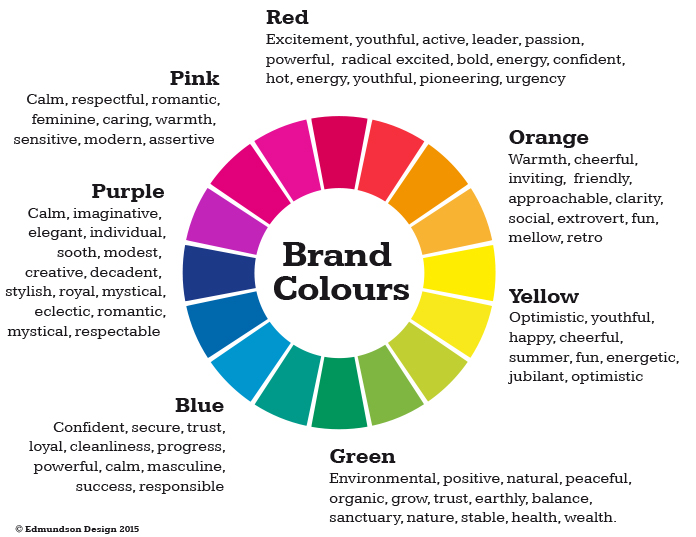 Red
Excitement, youthful, active, leader, passion,
powerful, radical excited, bold, energy, confident,
hot, energy, youthful, pioneering, urgency
Pink
Calm, respectful, romantic,
feminine, caring, warmth,
sensitive, modern, assertive
Orange
Warmth, cheerful,
inviting, friendly,
approachable, clarity,
social, extrovert, fun,
mellow, retro
Purple
Calm, imaginative,
elegant, individual,
sooth, modest,
creative, decadent,
stylish, royal, mystical,
eclectic, romantic,
mystical, respectable
Brand
Colours
Yellow
Optimistic, youthful,
happy, cheerful,
summer, fun, energetic,
jubilant, optimistic
Blue
Confident, secure, trust,
loyal, cleanliness, progress,
powerful, calm, masculine,
success, responsible
Green
Environmental, positive, natural, peaceful,
organic, grow, trust, earthly, balance,
sanctuary, nature, stable, health, wealth.
© Edmundson Design 2015